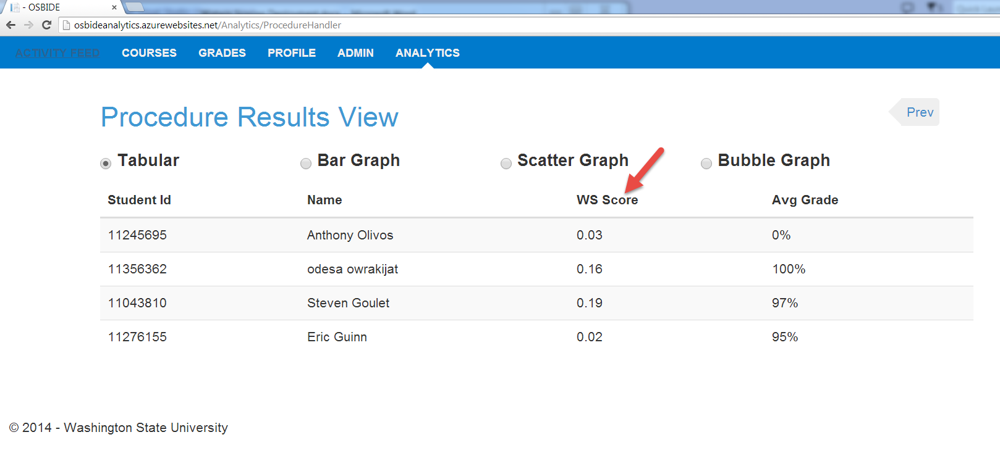 - OSBIDE
osbideanalytics.azurewebsites.net/Analytics/ProcedureHandler
ACTIVITY FEED COURSES GRADES PROFILE ADMIN ANALYTICS
Procedure Results View
Prev
Tabular Bar Graph Scatter Graph Bubble Graph
Student Id Name WS Score Avg Grade
11245695 Anthony Olivos 0.03 0%
11356362 odesa owrakijat 0.16 100%
11043810 Steven Goulet 0.19 97%
11276155 Eric Guinn 0.02 95%
© 2014 - Washington State University